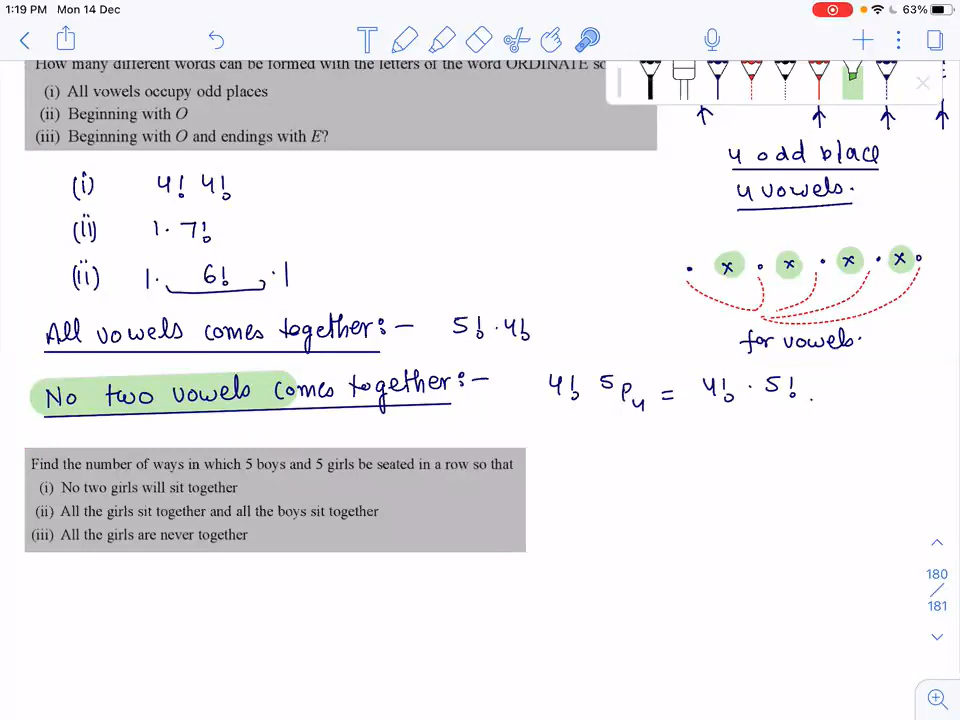 1:19 PM Mon 14 Dec
63%
How many different words can be formed with the letters of the word ORDINATE so
(i) All vowels occupy odd places
(ii) Beginning with O
(iii) Beginning with O and endings with E?
4 odd place
4 vowels.
(i) 4! 4!
(ii) 1. 7!
(ii) 1. 6! .1
. x . x . x . x .
for vowels.
All vowels comes together:- 5! . 4!
No two vowels comes together:- 4! 5P4 = 4! . 5! .
Find the number of ways in which 5 boys and 5 girls be seated in a row so that
(i) No two girls will sit together
(ii) All the girls sit together and all the boys sit together
(iii) All the girls are never together
180
/
181